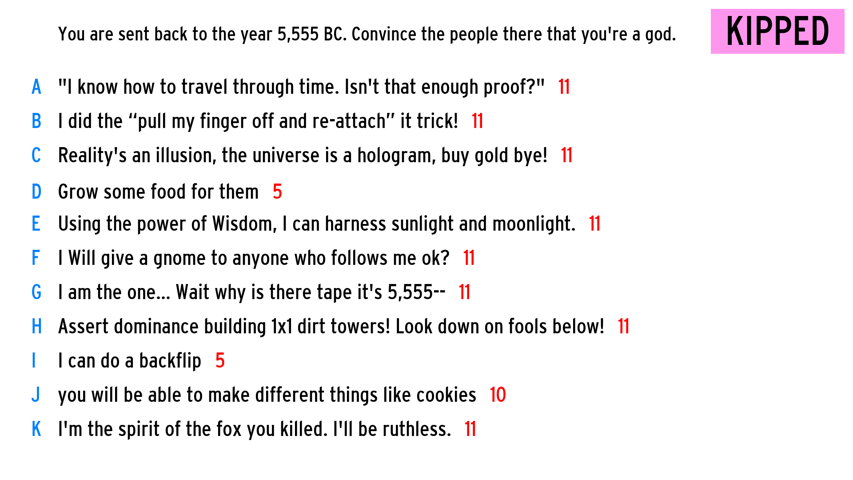 You are sent back to the year 5,555 BC. Convince the people there that you're a god.
KIPPED
A "I know how to travel through time. Isn't that enough proof?" 11
B I did the “pull my finger off and re-attach” it trick! 11
C Reality's an illusion, the universe is a hologram, buy gold bye! 11
D Grow some food for them 5
E Using the power of Wisdom, I can harness sunlight and moonlight. 11
F I Will give a gnome to anyone who follows me ok? 11
G I am the one... Wait why is there tape it's 5,555-- 11
H Assert dominance building 1x1 dirt towers! Look down on fools below! 11
I I can do a backflip 5
J you will be able to make different things like cookies 10
K I'm the spirit of the fox you killed. I'll be ruthless. 11